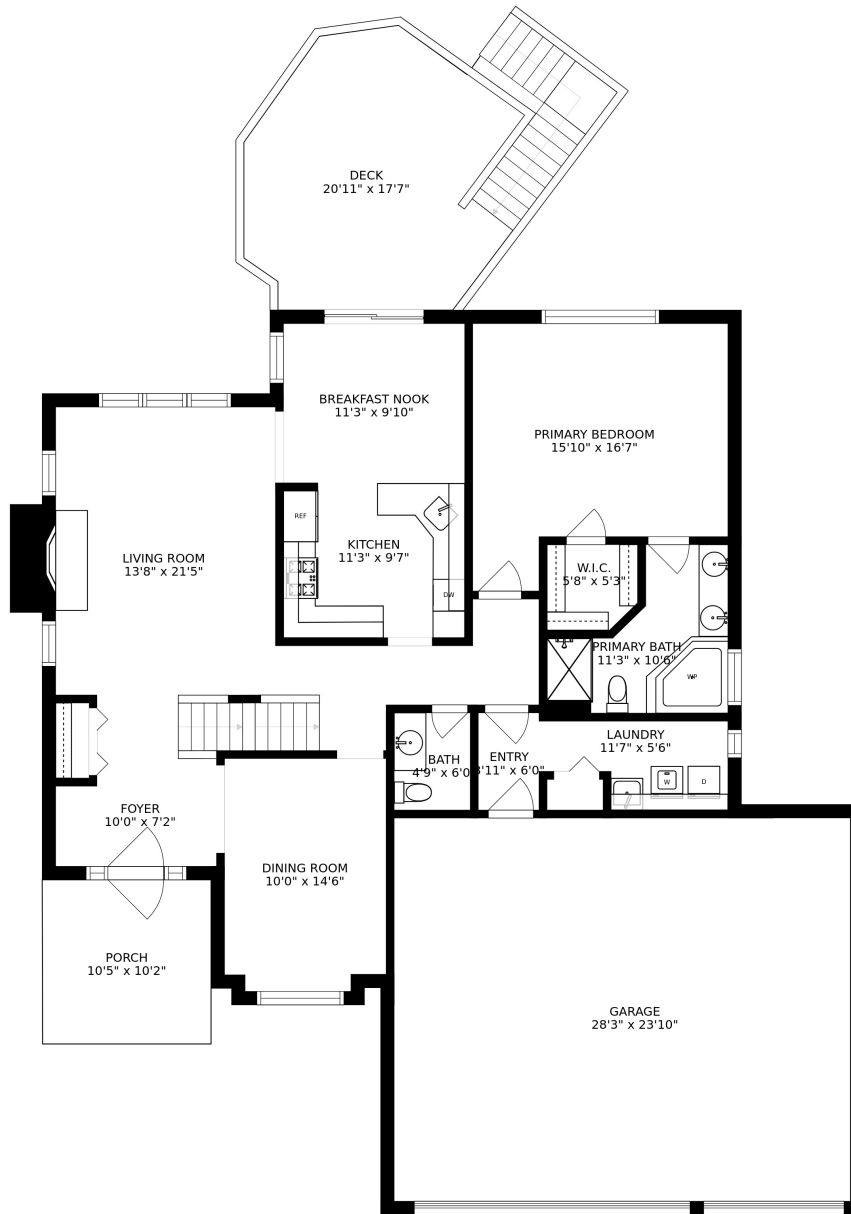 DECK
20'11" x 17'7"
BREAKFAST NOOK
11'3" x 9'10"
PRIMARY BEDROOM
15'10" x 16'7"
REF
KITCHEN
11'3" x 9'7"
LIVING ROOM
13'8" x 21'5"
W.I.C.
5'8" x 5'3"
DW
PRIMARY BATH
11'3" x 10'6"
WP
LAUNDRY
11'7" x 5'6"
BATH
4'9" x 6'0"
ENTRY
3'11" x 6'0"
W
D
FOYER
10'0" x 7'2"
DINING ROOM
10'0" x 14'6"
PORCH
10'5" x 10'2"
GARAGE
28'3" x 23'10"